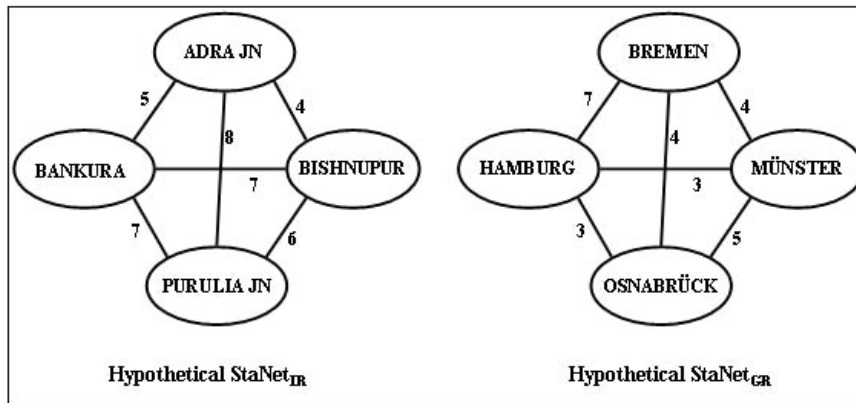 ADRA JN
BREMEN
5
4
7
4
8
4
BANKURA
BISHNUPUR
HAMBURG
MÜNSTER
7
3
7
6
3
5
PURULIA JN
OSNABRÜCK
Hypothetical StaNetIR
Hypothetical StaNetGR